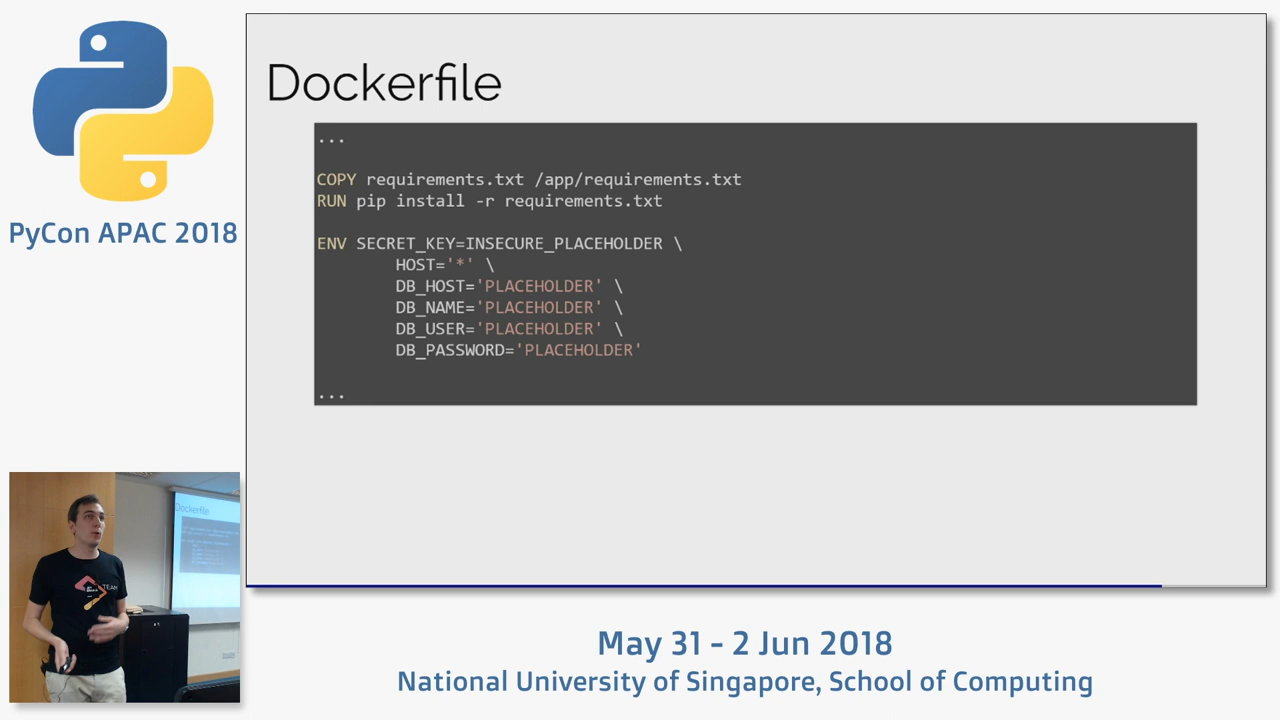 PyCon APAC 2018
Dockerfile
...
COPY requirements.txt /app/requirements.txt
RUN pip install -r requirements.txt
ENV SECRET_KEY=INSECURE_PLACEHOLDER \
HOST='*' \
DB_HOST='PLACEHOLDER' \
DB_NAME='PLACEHOLDER' \
DB_USER='PLACEHOLDER' \
DB_PASSWORD='PLACEHOLDER'
...
Dockerfile
TEAM
May 31 - 2 Jun 2018
National University of Singapore, School of Computing